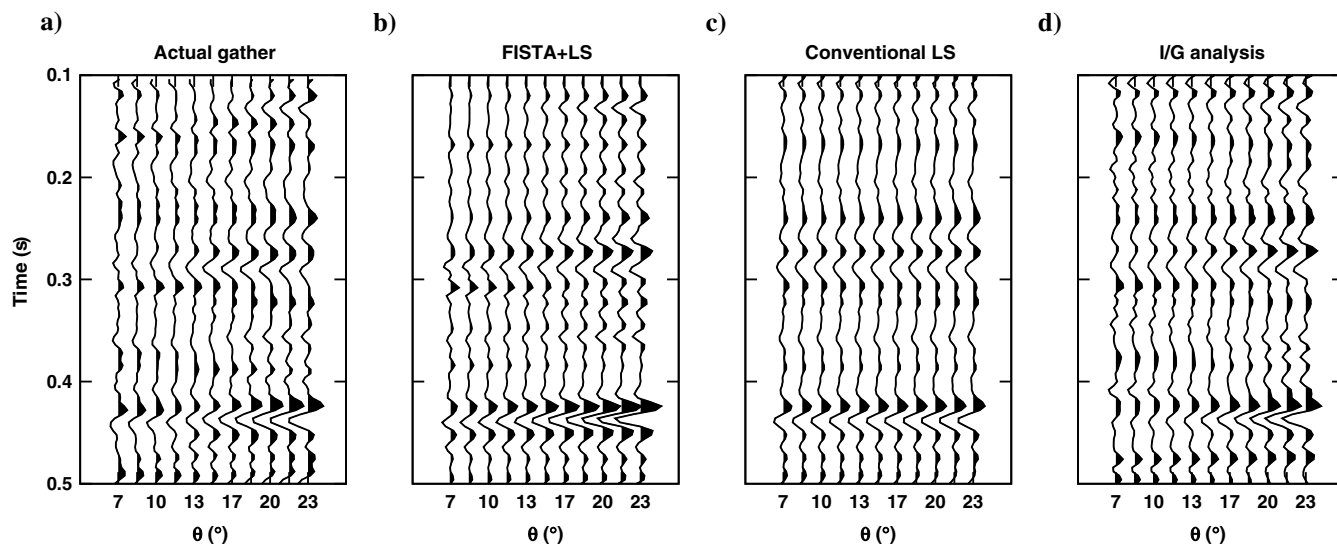 a) b) c) d)
Actual gather FISTA+LS Conventional LS I/G analysis
0.1
0.2
0.3
0.4
0.5
Time (s)
7 10 13 17 20 23 7 10 13 17 20 23 7 10 13 17 20 23 7 10 13 17 20 23
θ (°) θ (°) θ (°) θ (°)